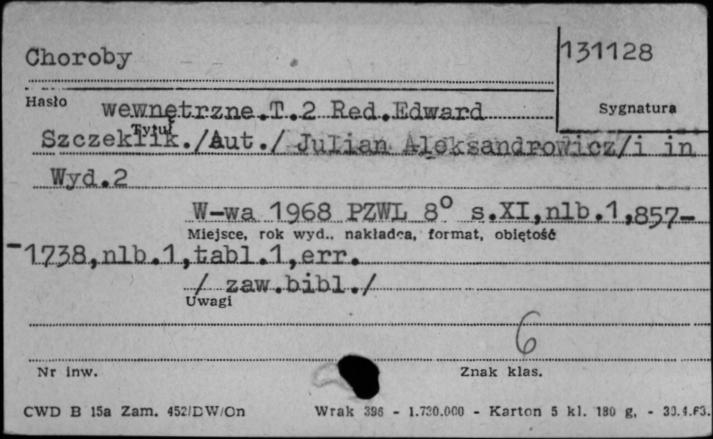 Choroby
131128
Hasło
Sygnatura
wewnętrzne.T.2 Red.Edward
Tytuł
Szczeklik./Aut./ Julian Aleksandrowicz/i in
Wyd.2
W-wa 1968 PZWL 8° s.XI,nlb.1,857-
Miejsce, rok wyd., nakładca, format, obiętość
-1738,nlb.1,tabl.1,err.
/ zaw.bibl./
Uwagi
6
Nr inw.
Znak klas.
CWD B 15a Zam. 452/DW/On Wrak 396 - 1.730.000 - Karton 5 kl. 180 g, - 30.4.63.